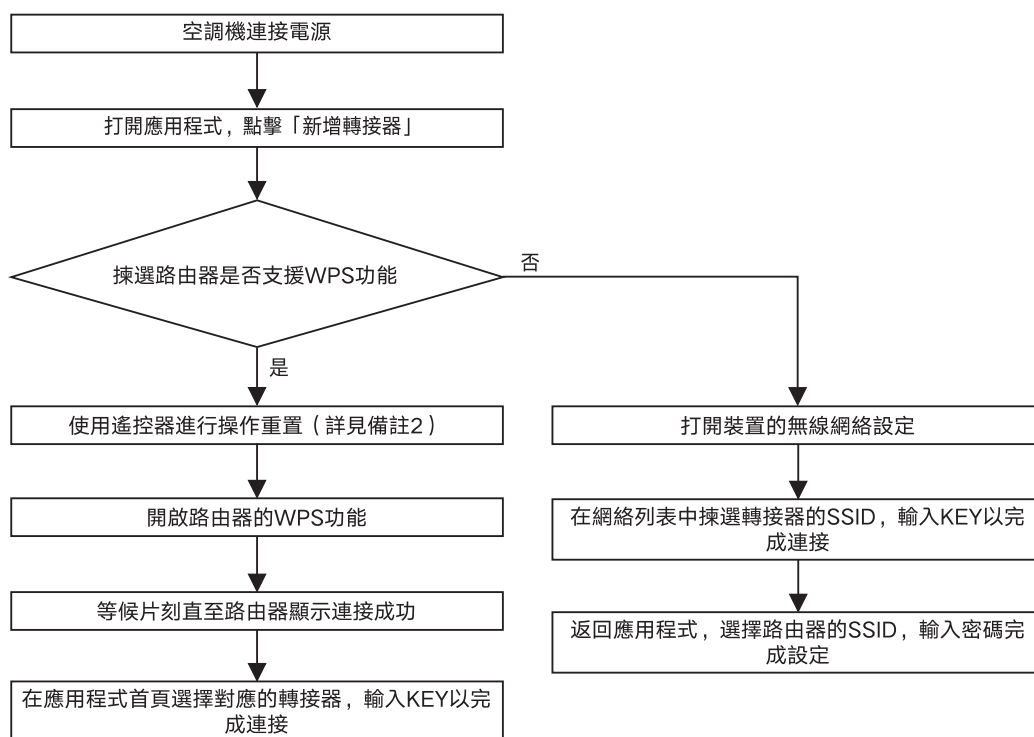 空調機連接電源
打開應用程式，點擊「新增轉接器」
揀選路由器是否支援WPS功能
否
是
使用遙控器進行操作重置（詳見備註2）
開啟路由器的WPS功能
等候片刻直至路由器顯示連接成功
在應用程式首頁選擇對應的轉接器，輸入KEY以完
成連接
打開裝置的無線網絡設定
在網絡列表中揀選轉接器的SSID，輸入KEY以完
成連接
返回應用程式，選擇路由器的SSID，輸入密碼完
成設定